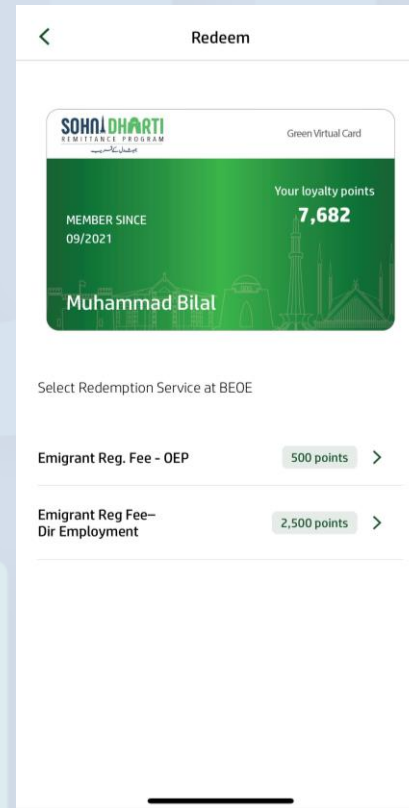 Redeem
SOHNI DHARTI
REMITTANCE PROGRAM
Green Virtual Card
Your loyalty points
7,682
MEMBER SINCE
09/2021
Muhammad Bilal
Select Redemption Service at BEOE
Emigrant Reg. Fee - OEP
500 points
Emigrant Reg Fee–
Dir Employment
2,500 points